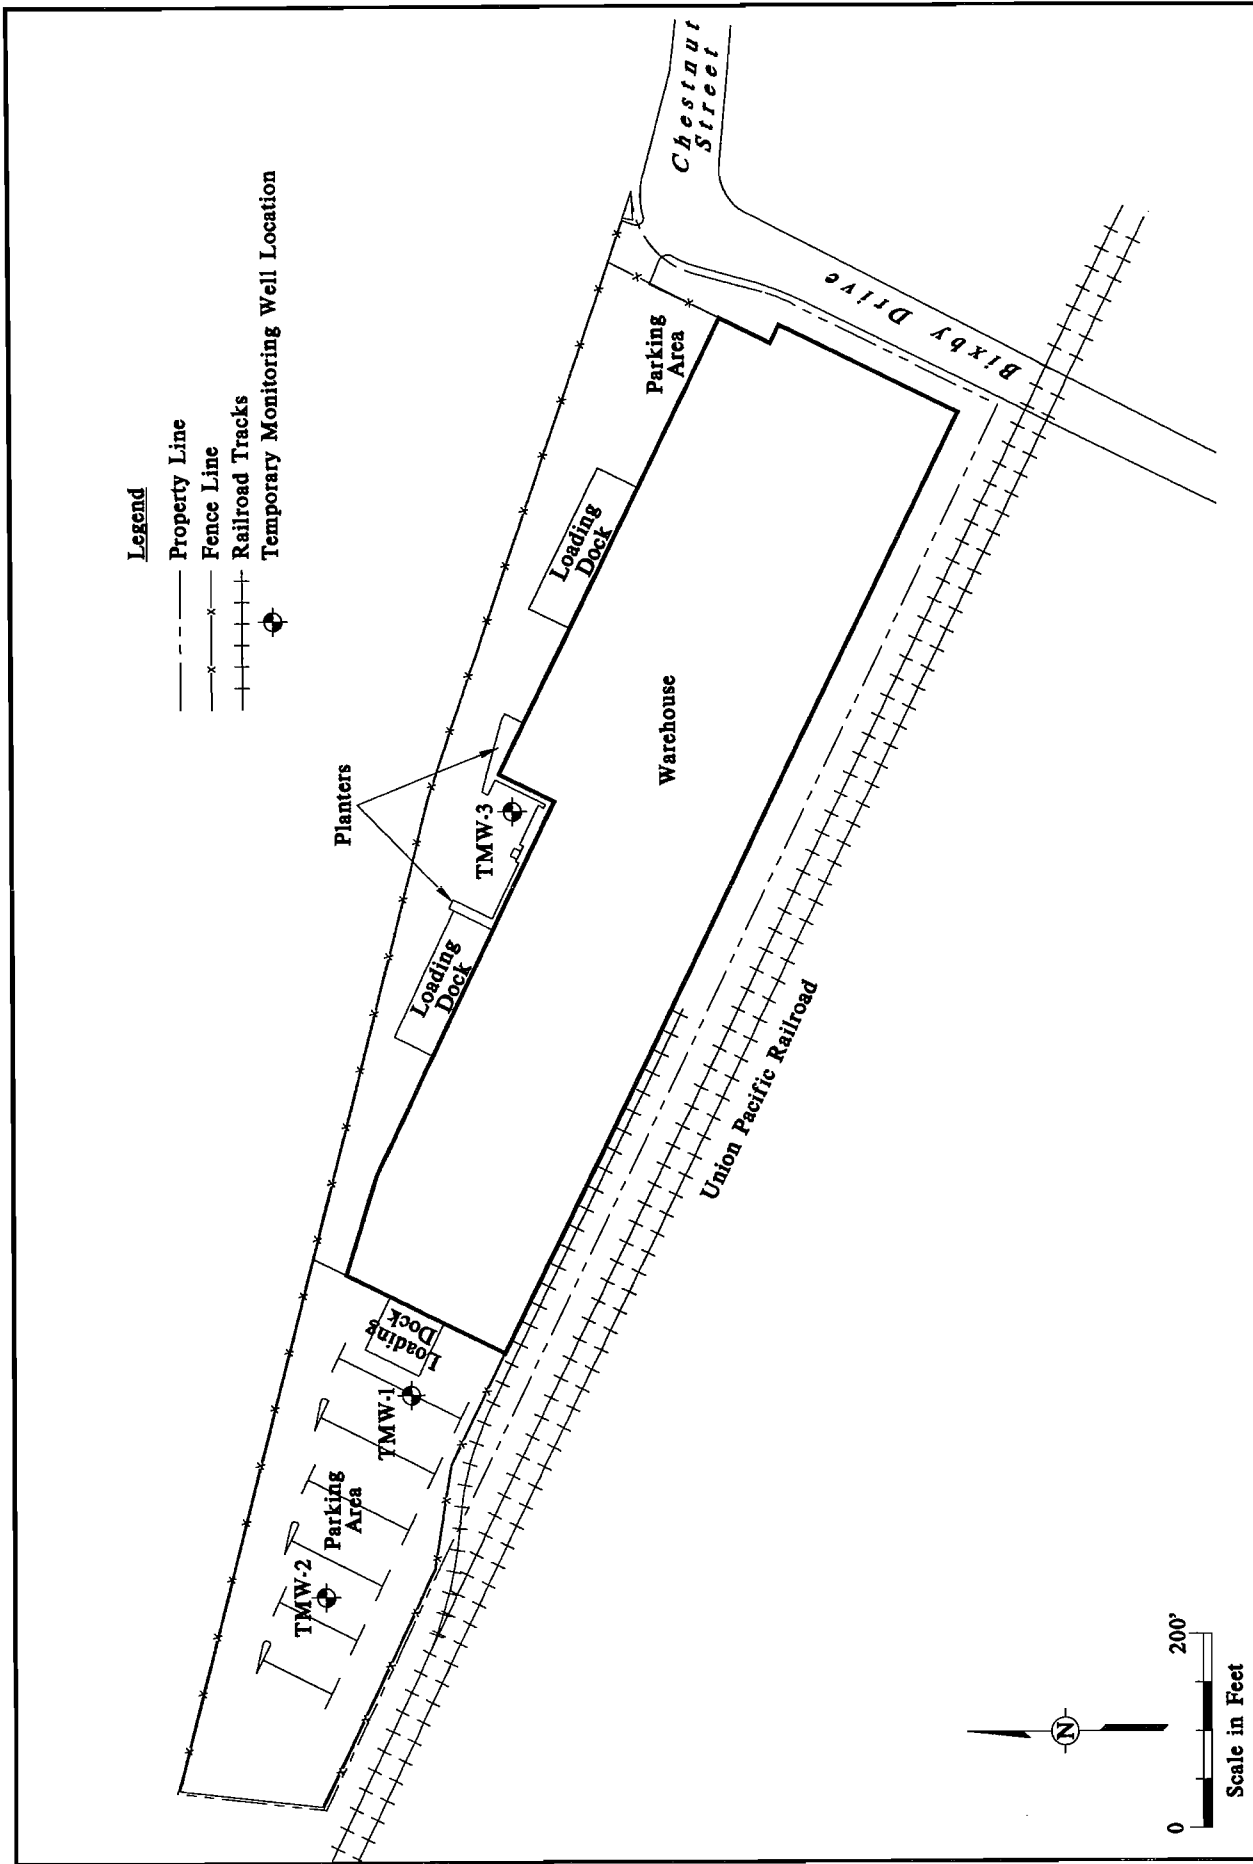 Legend
Property Line
Fence Line
Railroad Tracks
Temporary Monitoring Well Location
Chestnut
Street
Bixby Drive
Parking
Area
Loading
Dock
Planters
TMW-3
Warehouse
Loading
Dock
Union Pacific Railroad
Loading
Dock
TMW-1
Parking
Area
TMW-2
N
0 200'
Scale in Feet